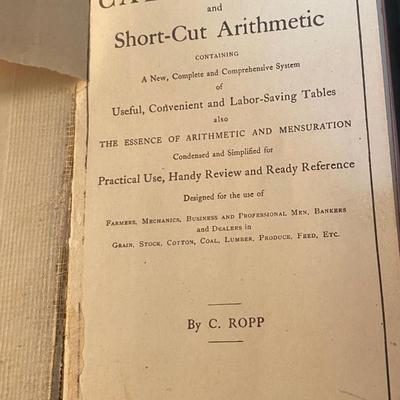 and
Short-Cut Arithmetic
CONTAINING
A New, Complete and Comprehensive System
of
Useful, Convenient and Labor-Saving Tables
also
THE ESSENCE OF ARITHMETIC AND MENSURATION
Condensed and Simplified for
Practical Use, Handy Review and Ready Reference
Designed for the use of
Farmers, Mechanics, Business and Professional Men, Bankers
and Dealers in
Grain, Stock, Cotton, Coal, Lumber, Produce, Feed, Etc.
By C. ROPP